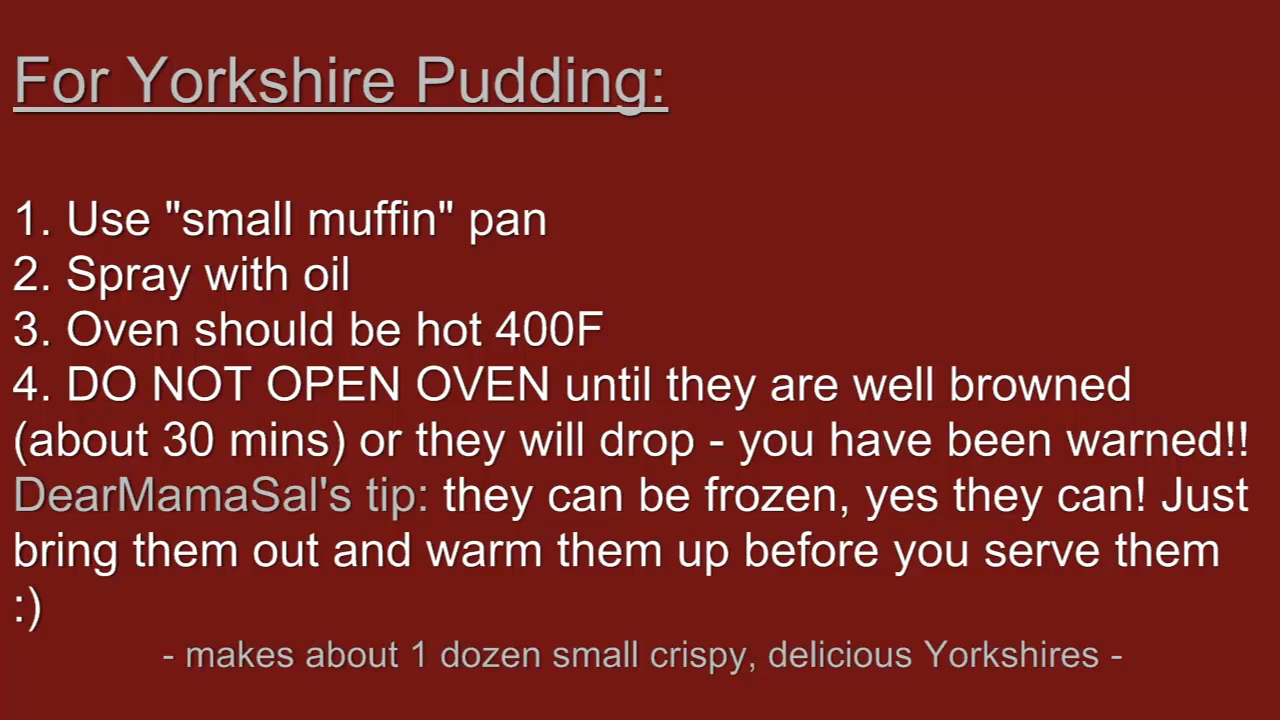 For Yorkshire Pudding:
1. Use "small muffin" pan
2. Spray with oil
3. Oven should be hot 400F
4. DO NOT OPEN OVEN until they are well browned
(about 30 mins) or they will drop - you have been warned!!
DearMamaSal's tip: they can be frozen, yes they can! Just
bring them out and warm them up before you serve them
:)
- makes about 1 dozen small crispy, delicious Yorkshires -